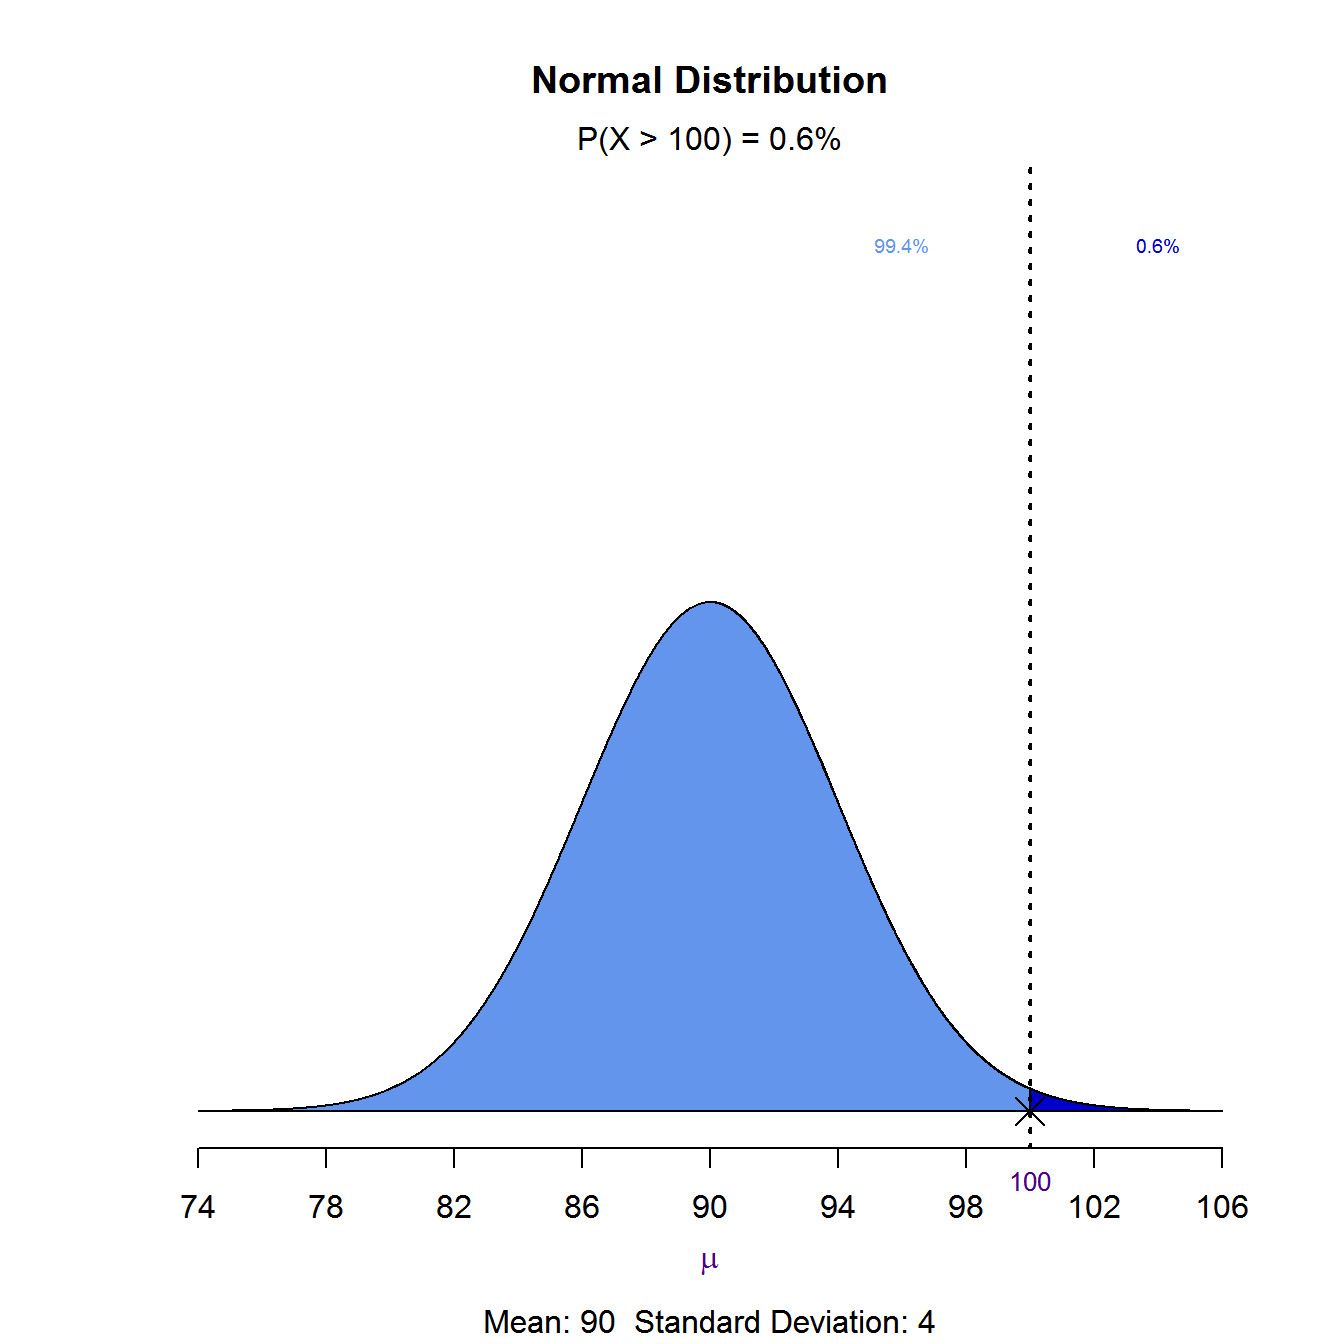 Normal Distribution
P(X > 100) = 0.6%
99.4% 0.6%
100
74 78 82 86 90 94 98 102 106
μ
Mean: 90 Standard Deviation: 4